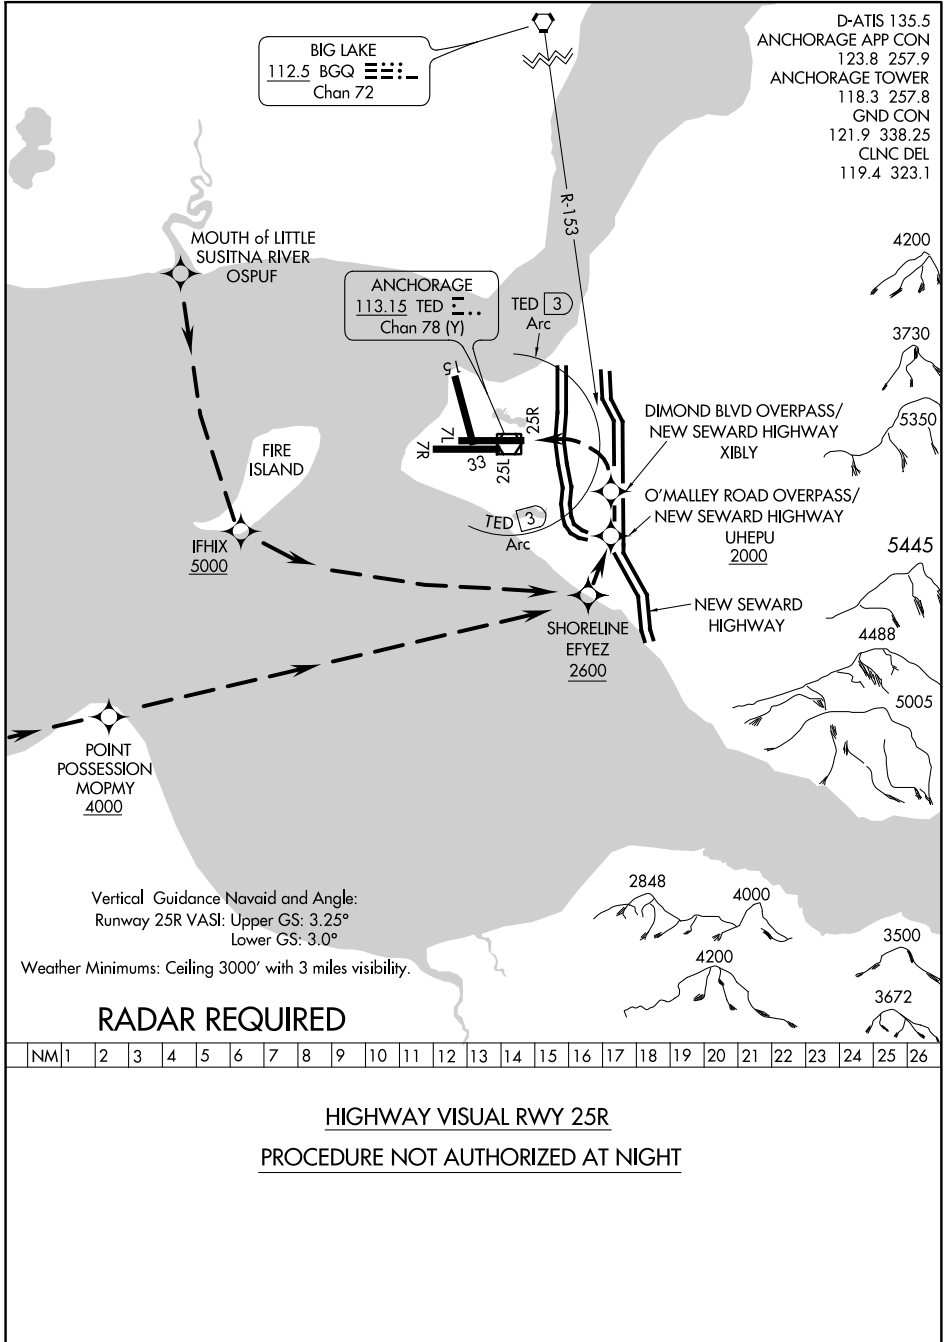 D-ATIS 135.5
ANCHORAGE APP CON
123.8 257.9
ANCHORAGE TOWER
118.3 257.8
GND CON
121.9 338.25
CLNC DEL
119.4 323.1
BIG LAKE
112.5 BGQ
Chan 72
R-153
MOUTH of LITTLE
SUSITNA RIVER
OSPUF
ANCHORAGE
113.15 TED
Chan 78 (Y)
TED 3
Arc
4200
3730
5350
15
25R
7L
7R
33
25L
DIMOND BLVD OVERPASS/
NEW SEWARD HIGHWAY
XIBLY
FIRE
ISLAND
O'MALLEY ROAD OVERPASS/
NEW SEWARD HIGHWAY
UHEPU
2000
TED 3
Arc
IFHIX
5000
5445
NEW SEWARD
HIGHWAY
SHORELINE
EFYEZ
2600
4488
5005
POINT
POSSESSION
MOPMY
4000
Vertical Guidance Navaid and Angle:
Runway 25R VASI: Upper GS: 3.25°
Lower GS: 3.0°
Weather Minimums: Ceiling 3000' with 3 miles visibility.
2848
4000
4200
3500
3672
RADAR REQUIRED
NM 1 2 3 4 5 6 7 8 9 10 11 12 13 14 15 16 17 18 19 20 21 22 23 24 25 26
HIGHWAY VISUAL RWY 25R
PROCEDURE NOT AUTHORIZED AT NIGHT